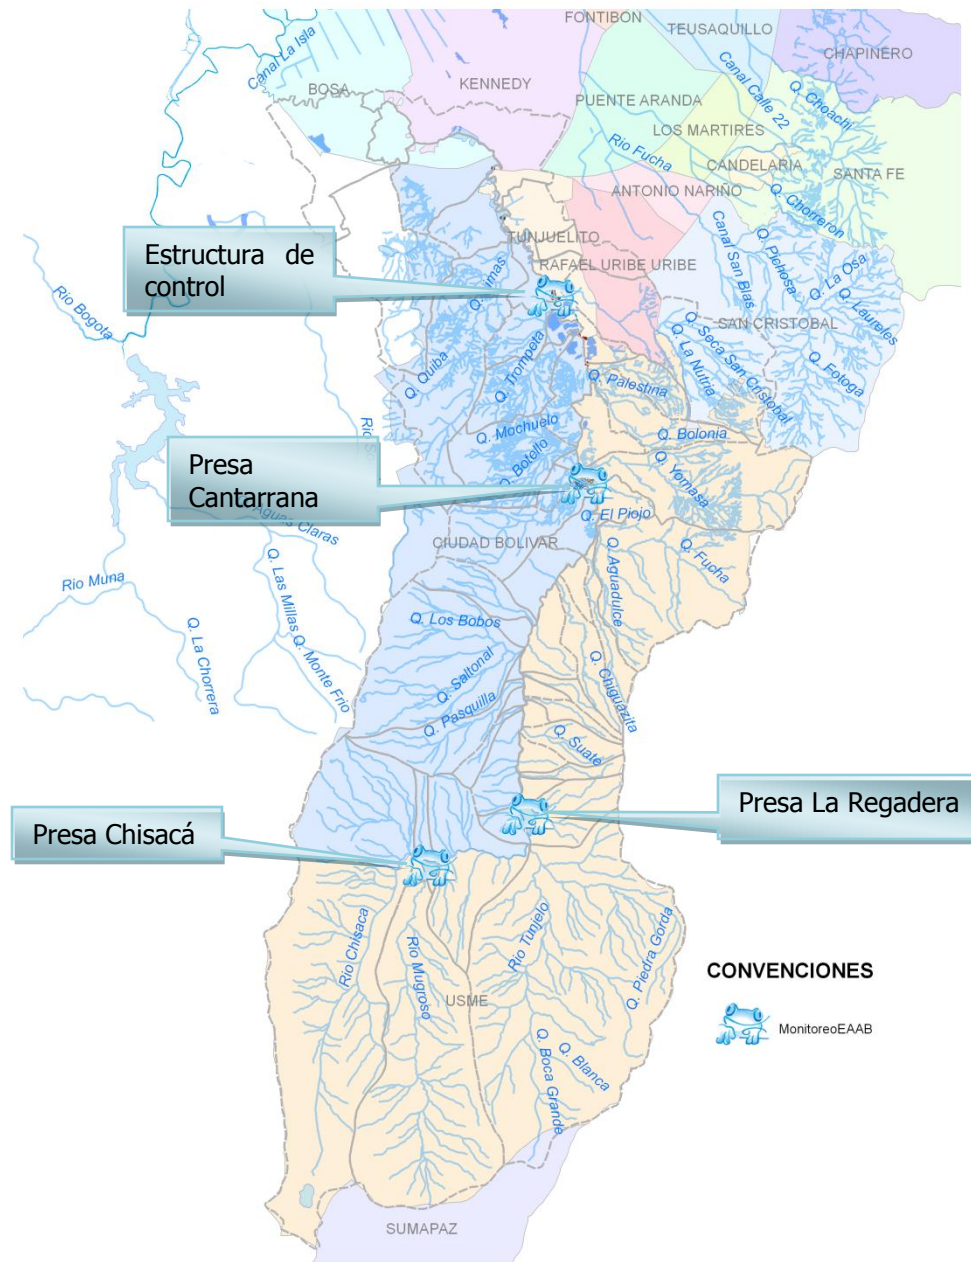 FONTIBON
TEUSAQUILLO
CHAPINERO
Canal La Isla
BOSA
KENNEDY
PUENTE ARANDA
Canal Calle 22
Q. Choachi
LOS MARTIRES
Rio Fucha
CANDELARIA
SANTA FE
ANTONIO NARIÑO
Q. Chorreron
TUNJUELITO
Canal San Blas
Q. Pichosa
Estructura de
control
RAFAEL URIBE URIBE
Q. La Osa
Q. Laureles
Rio Bogota
SAN CRISTOBAL
Q. Seca San Cristobal
Q. La Nutria
Q. Fotoga
Q. Quiba
Q. Trompeta
Q. Palestina
Q. Mochuelo
Q. Bolonia
Q. Botello
Q. Yomasa
Presa
Cantarrana
Q. El Piojo
Aguas Claras
CIUDAD BOLIVAR
Q. Fucha
Q. Aguadulce
Rio Muna
Q. Las Millas
Q. Los Bobos
Q. La Chorrera
Q. Monte Frio
Q. Saltonal
Q. Chiguazita
Q. Pasquilla
Q. Suate
Presa La Regadera
Presa Chisacá
Rio Chisaca
Rio Mugroso
Rio Tunjelo
Q. Piedra Gorda
USME
CONVENCIONES
MonitoreoEAAB
Q. Blanca
Q. Boca Grande
SUMAPAZ